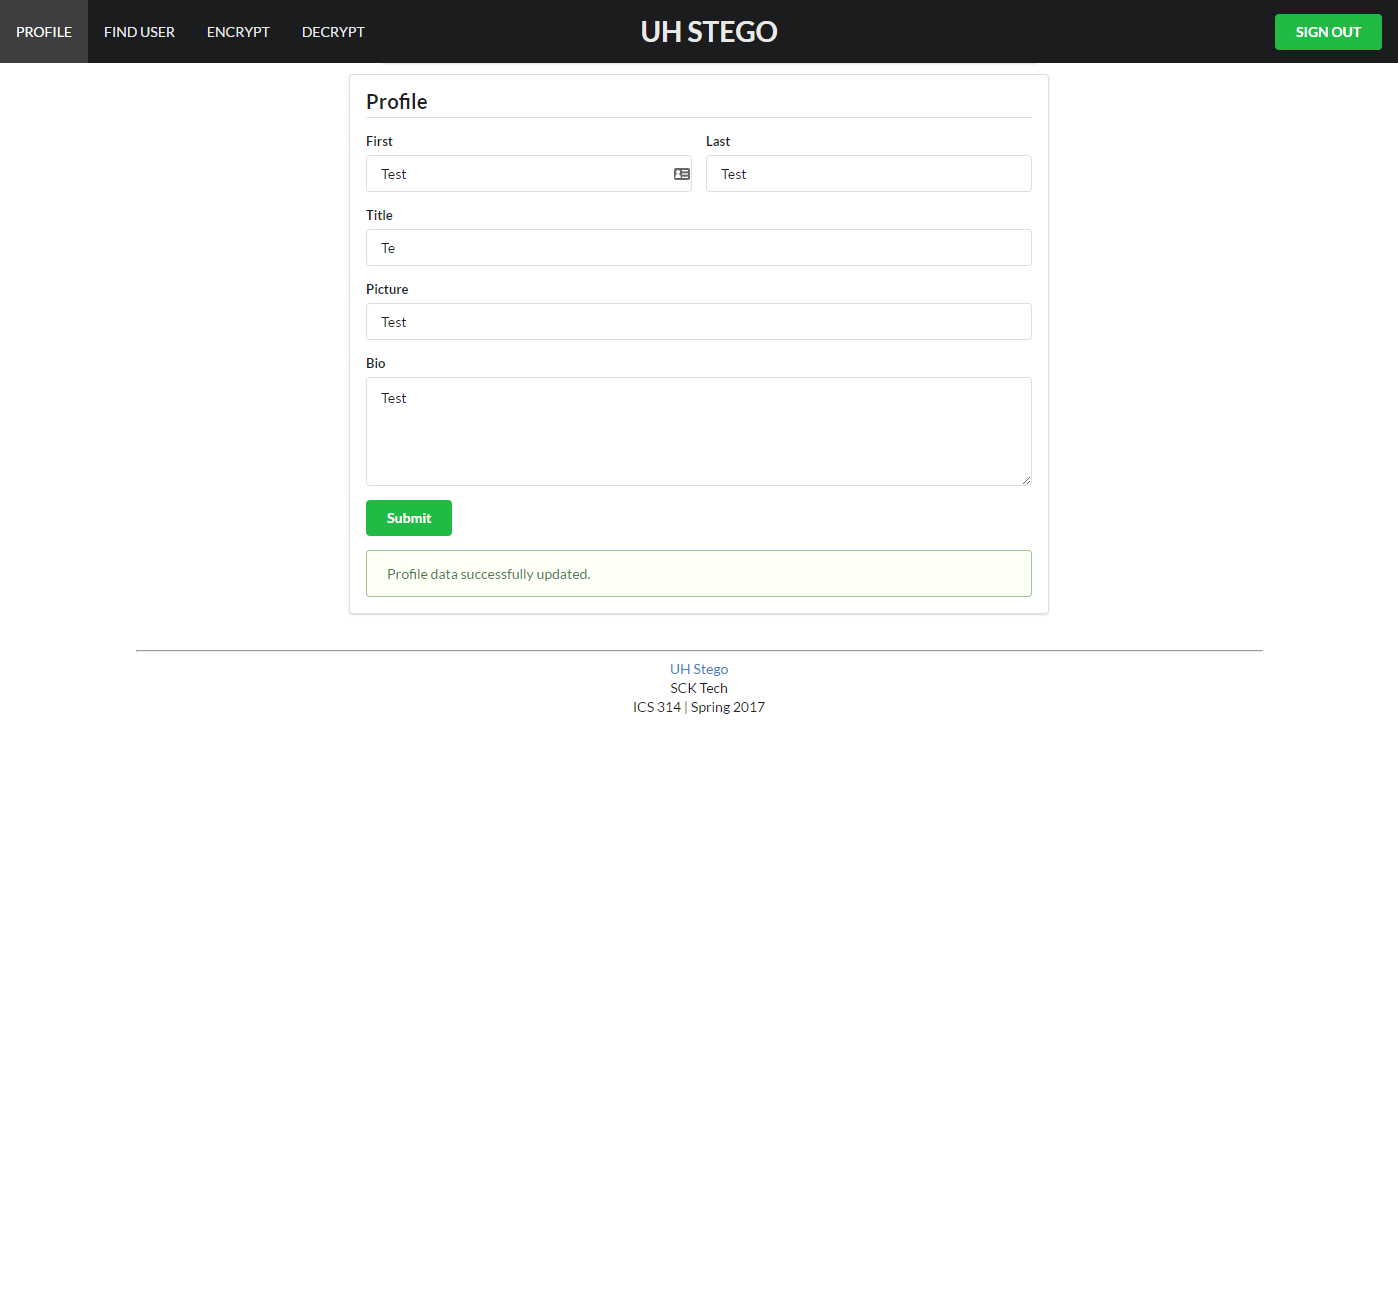 PROFILE FIND USER ENCRYPT DECRYPT UH STEGO SIGN OUT
Profile
First Last
Test Test
Title
Te
Picture
Test
Bio
Test
Submit
Profile data successfully updated.
UH Stego
SCK Tech
ICS 314 | Spring 2017